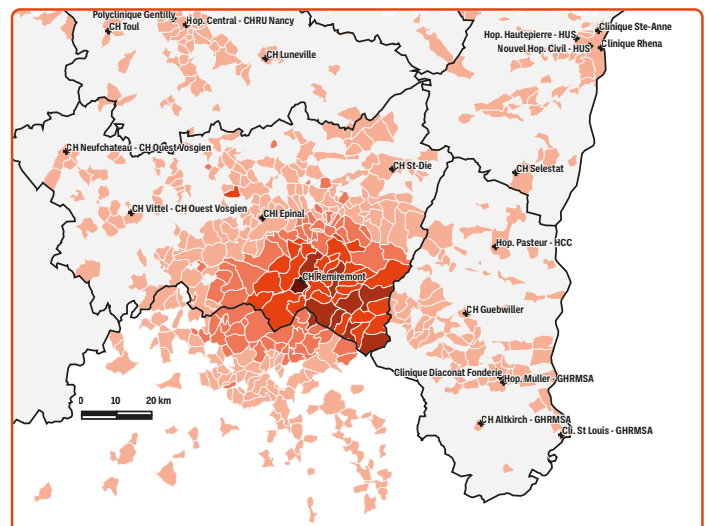 Polyclinique Gentilly
Hop. Central - CHRU Nancy
CH Toul
Clinique Ste-Anne
Hop. Hautepierre - HUS
Nouvel Hop. Civil - HUS
Clinique Rhena
CH Luneville
CH Neufchateau - CH Ouest Vosgien
CH St-Die
CH Selestat
CH Vittel - CH Ouest Vosgien
CHI Epinal
Hop. Pasteur - HCC
CH Remiremont
CH Guebwiller
Clinique Diaconat Fonderie
Hop. Muller - GHRMSA
0 10 20 km
CH Altkirch - GHRMSA
Cli. St Louis - GHRMSA